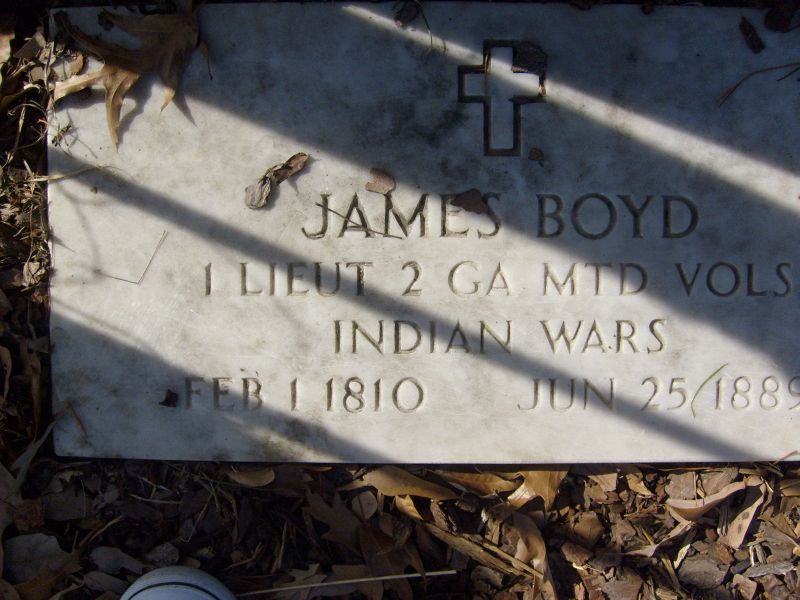 JAMES BOYD
1 LIEUT 2 GA MTD VOLS
INDIAN WARS
FEB 1 1810 JUN 25 1889